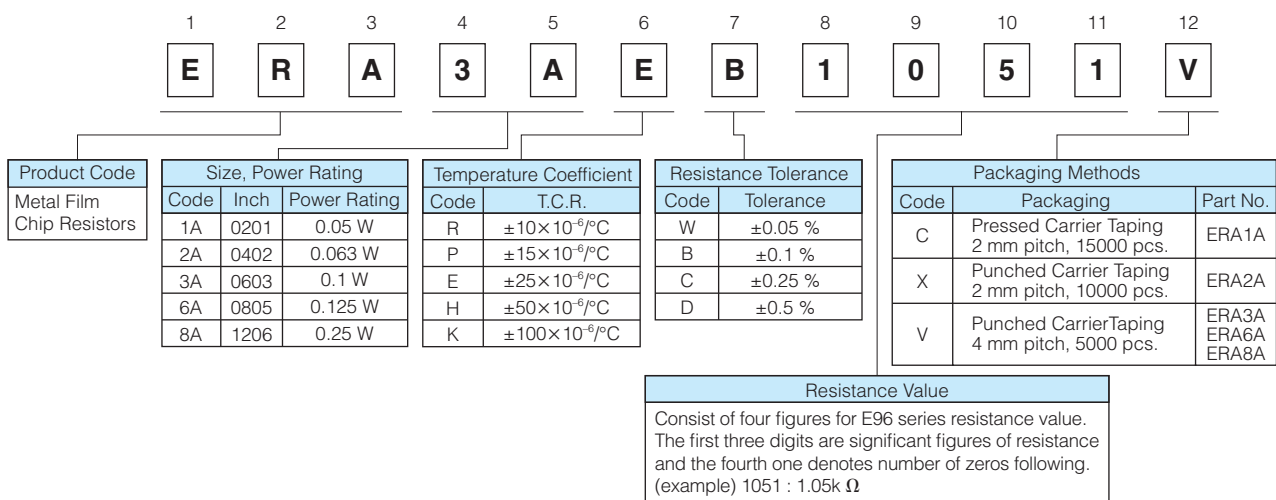 1 2 3 4 5 6 7 8 9 10 11 12
E R A 3 A E B 1 0 5 1 V
Product Code
Metal Film
Chip Resistors
Size, Power Rating
Code Inch Power Rating
1A 0201 0.05 W
2A 0402 0.063 W
3A 0603 0.1 W
6A 0805 0.125 W
8A 1206 0.25 W
Temperature Coefficient
Code T.C.R.
R ±10×10⁻⁶/°C
P ±15×10⁻⁶/°C
E ±25×10⁻⁶/°C
H ±50×10⁻⁶/°C
K ±100×10⁻⁶/°C
Resistance Tolerance
Code Tolerance
W ±0.05 %
B ±0.1 %
C ±0.25 %
D ±0.5 %
Packaging Methods
Code Packaging Part No.
C Pressed Carrier Taping
2 mm pitch, 15000 pcs. ERA1A
X Punched Carrier Taping
2 mm pitch, 10000 pcs. ERA2A
V Punched CarrierTaping
4 mm pitch, 5000 pcs.
ERA3A
ERA6A
ERA8A
Resistance Value
Consist of four figures for E96 series resistance value.
The first three digits are significant figures of resistance
and the fourth one denotes number of zeros following.
(example) 1051 : 1.05k Ω